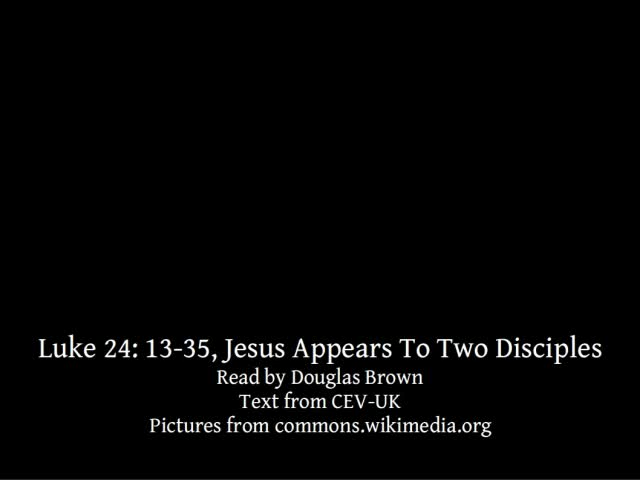 Luke 24: 13-35, Jesus Appears To Two Disciples
Read by Douglas Brown
Text from CEV-UK
Pictures from commons.wikimedia.org